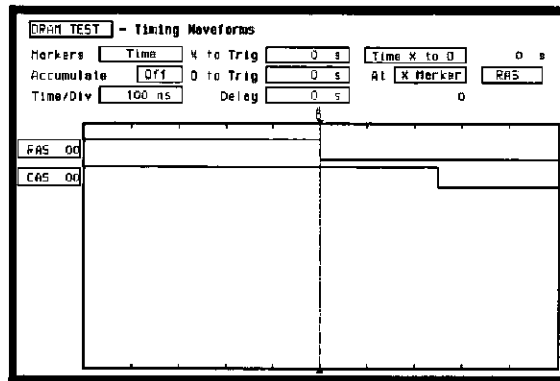 DRAM TEST - Timing Waveforms
Markers Time X to Trig 0 s Time X to O 0 s
Accumulate Off O to Trig 0 s At X Marker RAS
Time/Div 100 ns Delay 0 s 0
RAS 00
CAS 00